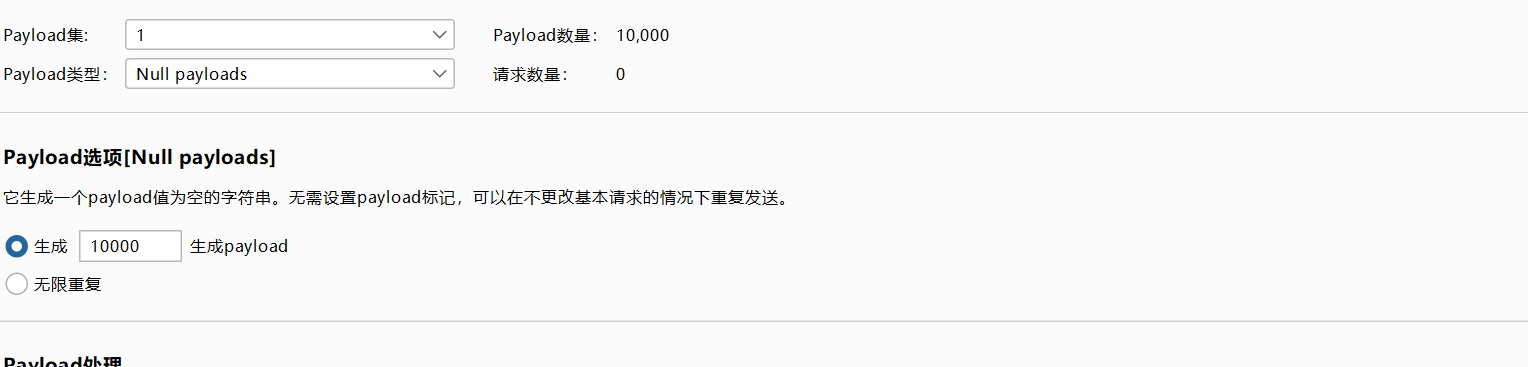 Payload集: 1 Payload数量： 10,000
Payload类型： Null payloads 请求数量： 0
Payload选项[Null payloads]
它生成一个payload值为空的字符串。无需设置payload标记，可以在不更改基本请求的情况下重复发送。
生成 10000 生成payload
无限重复
Payload处理